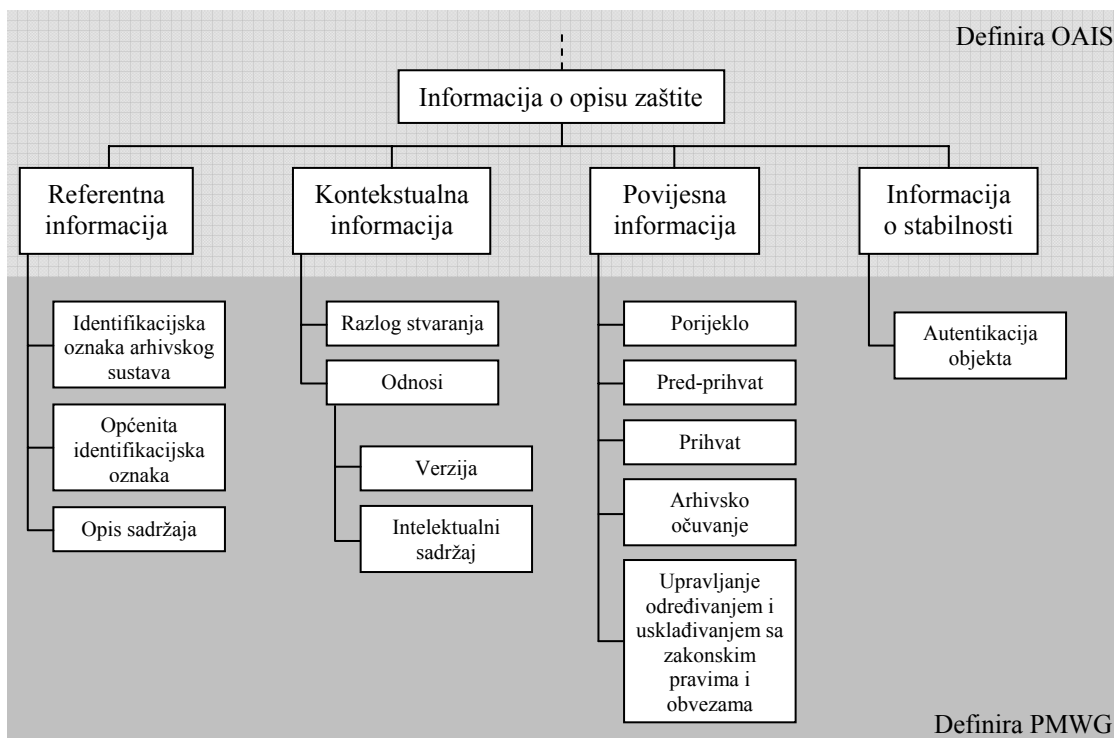 Definira OAIS
Informacija o opisu zaštite
Referentna
informacija
Kontekstualna
informacija
Povijesna
informacija
Informacija
o stabilnosti
Identifikacijska
oznaka arhivskog
sustava
Općenita
identifikacijska
oznaka
Opis sadržaja
Razlog stvaranja
Odnosi
Verzija
Intelektualni
sadržaj
Porijeklo
Pred-prihvat
Prihvat
Arhivsko
očuvanje
Upravljanje
određivanjem i
usklađivanjem sa
zakonskim
pravima i
obvezama
Autentikacija
objekta
Definira PMWG